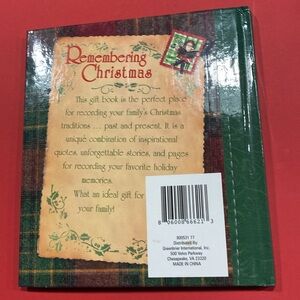 Remembering
Christmas
This gift book is the perfect place
for recording your family's Christmas
traditions . . . past and present. It is a
unique combination of inspirational
quotes, unforgettable stories, and pages
for recording your favorite holiday
memories.
What an ideal gift for
your family!
800531 TT
Distributed By:
Greenbrier International, Inc.
500 Volvo Parkway
Chesapeake, VA 23320
MADE IN CHINA